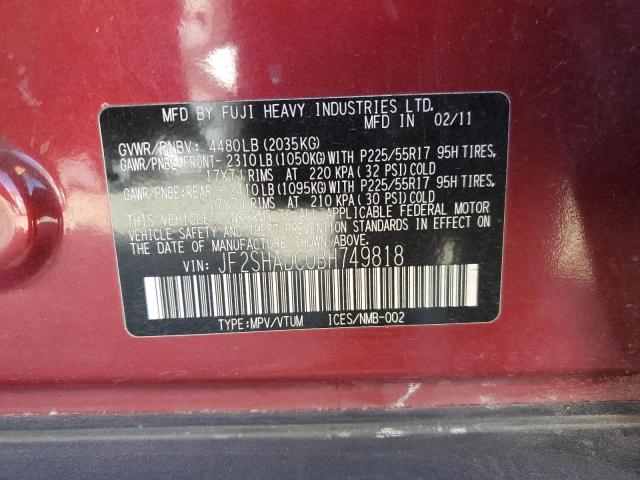 MFD BY FUJI HEAVY INDUSTRIES LTD.
MFD IN 02/11
GVWR/PNBV: 4480LB(2035KG)
GAWR/PNBE:FRONT- 2310LB(1050KG)WITH P225/55R17 95H TIRES,
17X7J RIMS AT 220 KPA(32 PSI)COLD
GAWR/PNBE:REAR - 2410LB(1095KG)WITH P225/55R17 95H TIRES,
17X7J RIMS AT 210 KPA(30 PSI)COLD
THIS VEHICLE CONFORMS TO ALL APPLICABLE FEDERAL MOTOR
VEHICLE SAFETY AND THEFT PREVENTION STANDARDS IN EFFECT ON
THE DATE OF MANUFACTURE SHOWN ABOVE.
VIN: JF2SHADC0BH749818
TYPE:MPV/VTUM ICES/NMB-002